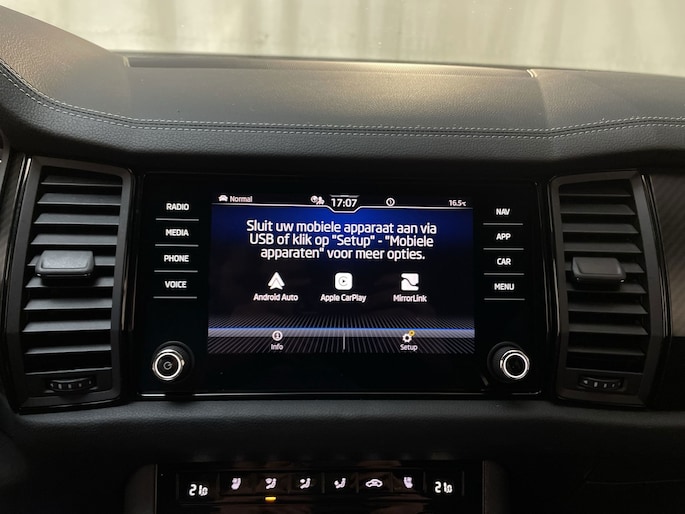 Normal
17:07
16.5°C
RADIO
MEDIA
PHONE
VOICE
Sluit uw mobiele apparaat aan via
USB of klik op "Setup" - "Mobiele
apparaten" voor meer opties.
Android Auto
Apple CarPlay
MirrorLink
Info
Setup
NAV
APP
CAR
MENU
21.0
21.0